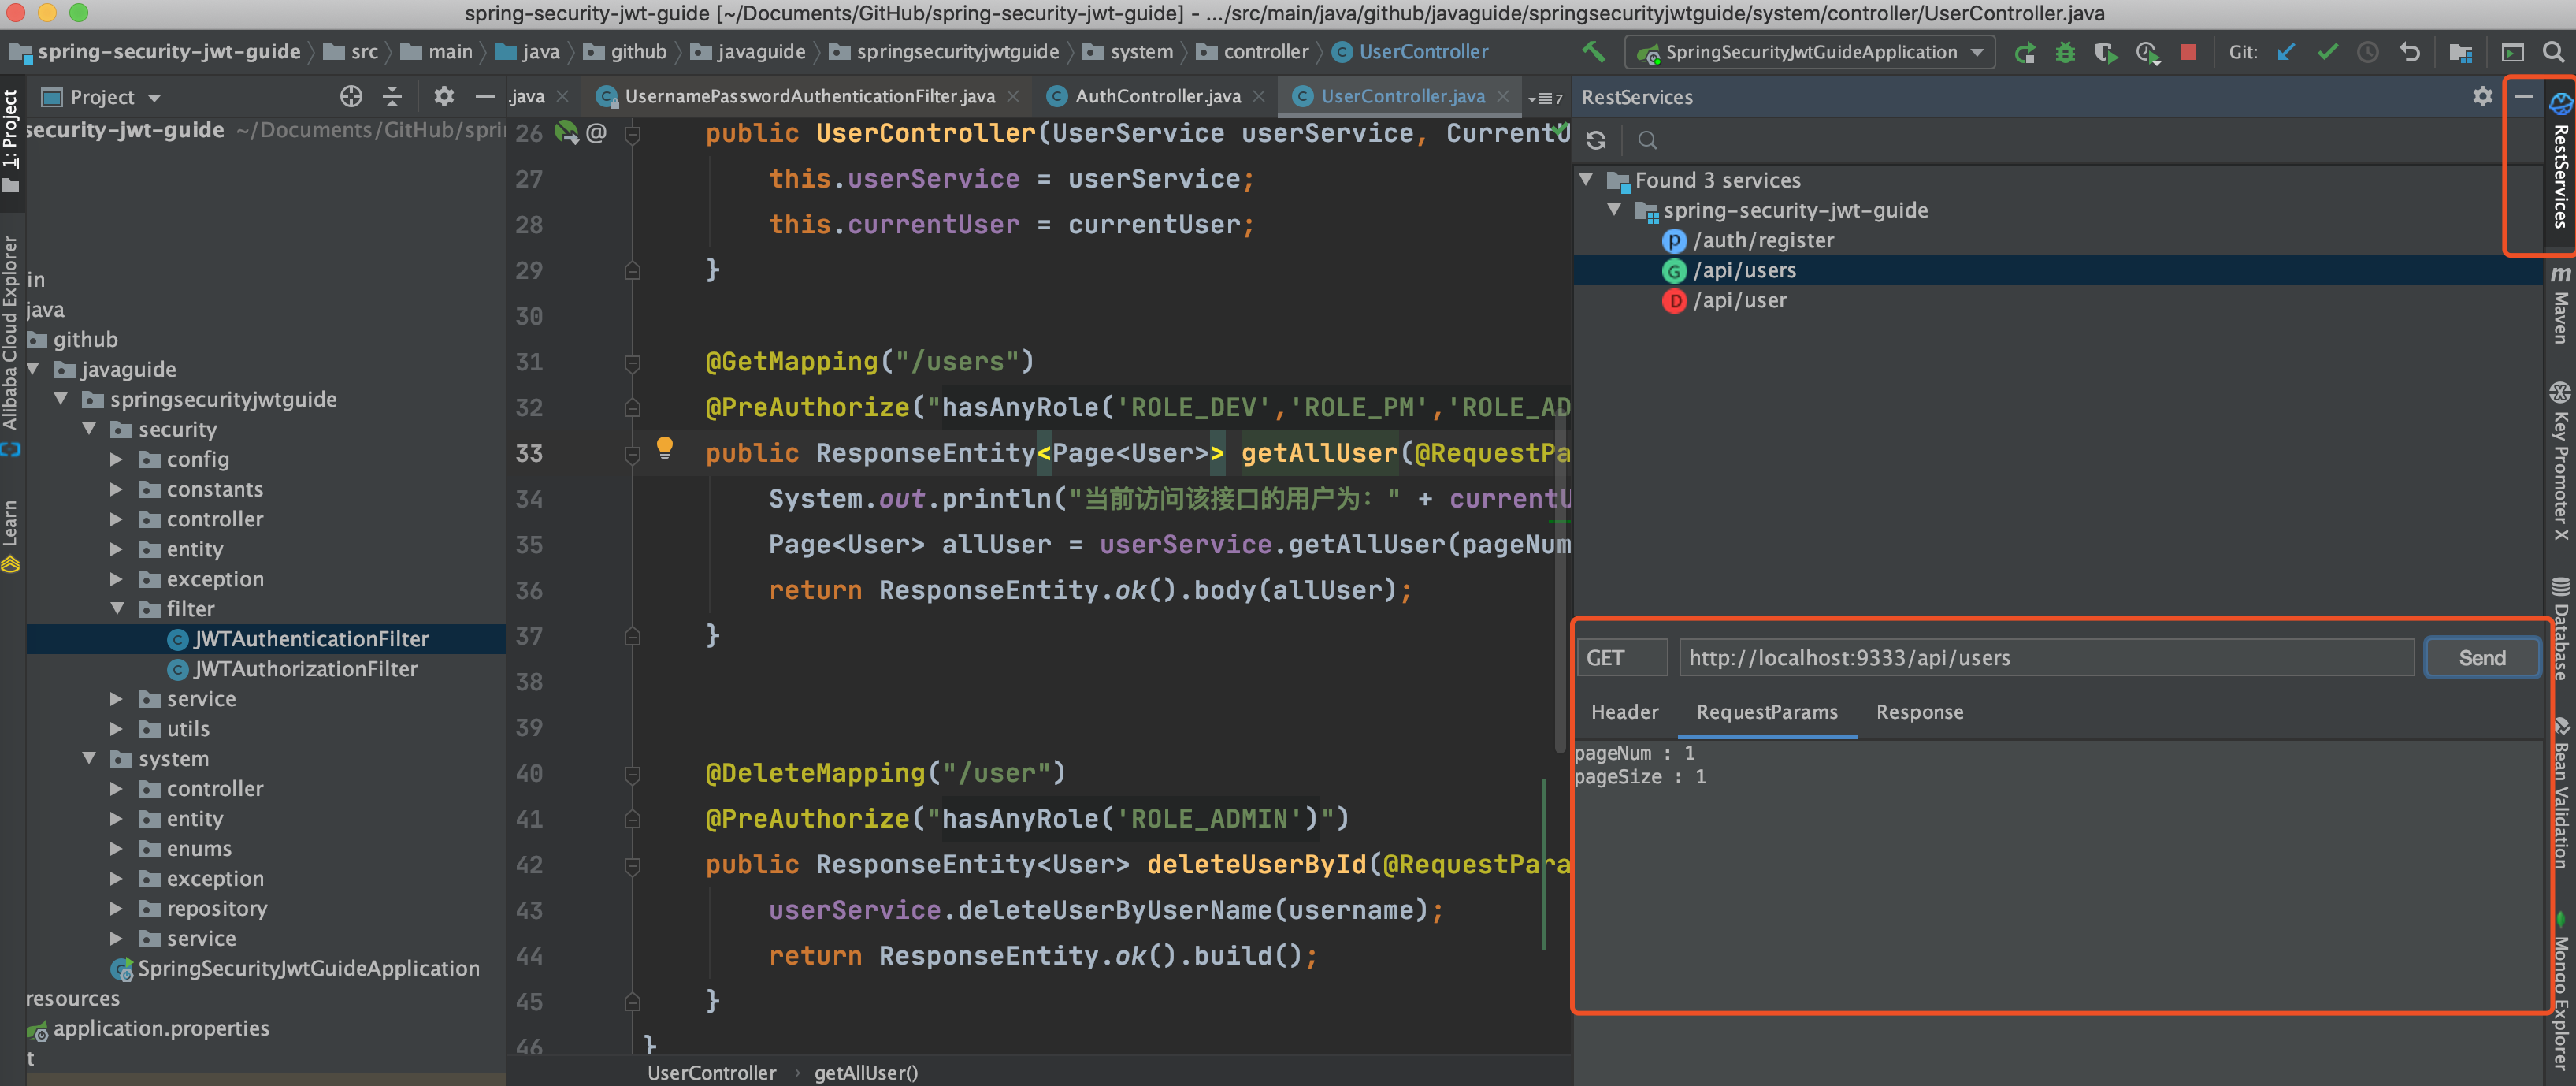 spring-security-jwt-guide [~/Documents/GitHub/spring-security-jwt-guide] - .../src/main/java/github/javaguide/springsecurityjwtguide/system/controller/UserController.java
spring-security-jwt-guide src main java github javaguide springsecurityjwtguide system controller UserController
SpringSecurityJwtGuideApplication Git:
1: Project
Alibaba Cloud Explorer
Learn
Project
security-jwt-guide ~/Documents/GitHub/spri
in
java
github
javaguide
springsecurityjwtguide
security
config
constants
controller
entity
exception
filter
JWTAuthenticationFilter
JWTAuthorizationFilter
service
utils
system
controller
entity
enums
exception
repository
service
SpringSecurityJwtGuideApplication
resources
application.properties
t
.java UsernamePasswordAuthenticationFilter.java AuthController.java UserController.java 7
26 @ public UserController(UserService userService, CurrentU
27 this.userService = userService;
28 this.currentUser = currentUser;
29 }
30
31 @GetMapping("/users")
32 @PreAuthorize("hasAnyRole('ROLE_DEV','ROLE_PM','ROLE_AD
33 public ResponseEntity<Page<User>> getAllUser(@RequestPa
34 System.out.println("当前访问该接口的用户为：" + currentU
35 Page<User> allUser = userService.getAllUser(pageNum
36 return ResponseEntity.ok().body(allUser);
37 }
38
39
40 @DeleteMapping("/user")
41 @PreAuthorize("hasAnyRole('ROLE_ADMIN')")
42 public ResponseEntity<User> deleteUserById(@RequestPara
43 userService.deleteUserByUserName(username);
44 return ResponseEntity.ok().build();
45 }
46 }
UserController getAllUser()
RestServices
Found 3 services
spring-security-jwt-guide
P /auth/register
G /api/users
D /api/user
GET http://localhost:9333/api/users Send
Header RequestParams Response
pageNum : 1
pageSize : 1
RestServices
m Maven
Key Promoter X
Database
Bean Validation
Mongo Explorer